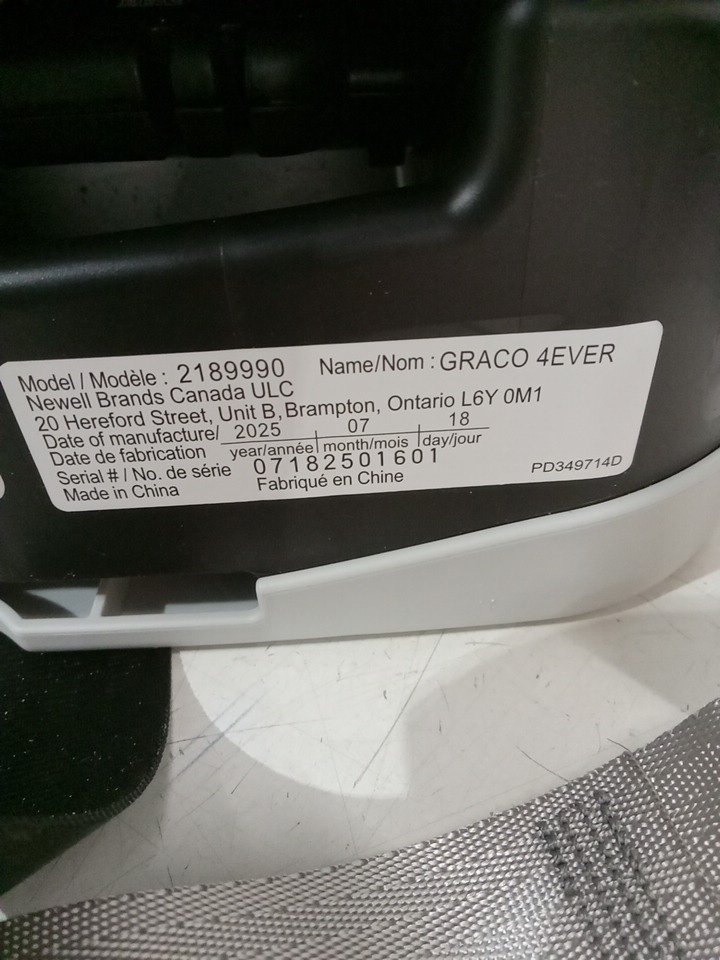 Model / Modèle : 2189990 Name/Nom : GRACO 4EVER
Newell Brands Canada ULC
20 Hereford Street, Unit B, Brampton, Ontario L6Y 0M1
Date of manufacture/ 2025 07 18
Date de fabrication year/année month/mois day/jour
Serial # / No. de série 07182501601
Made in China Fabriqué en Chine PD349714D